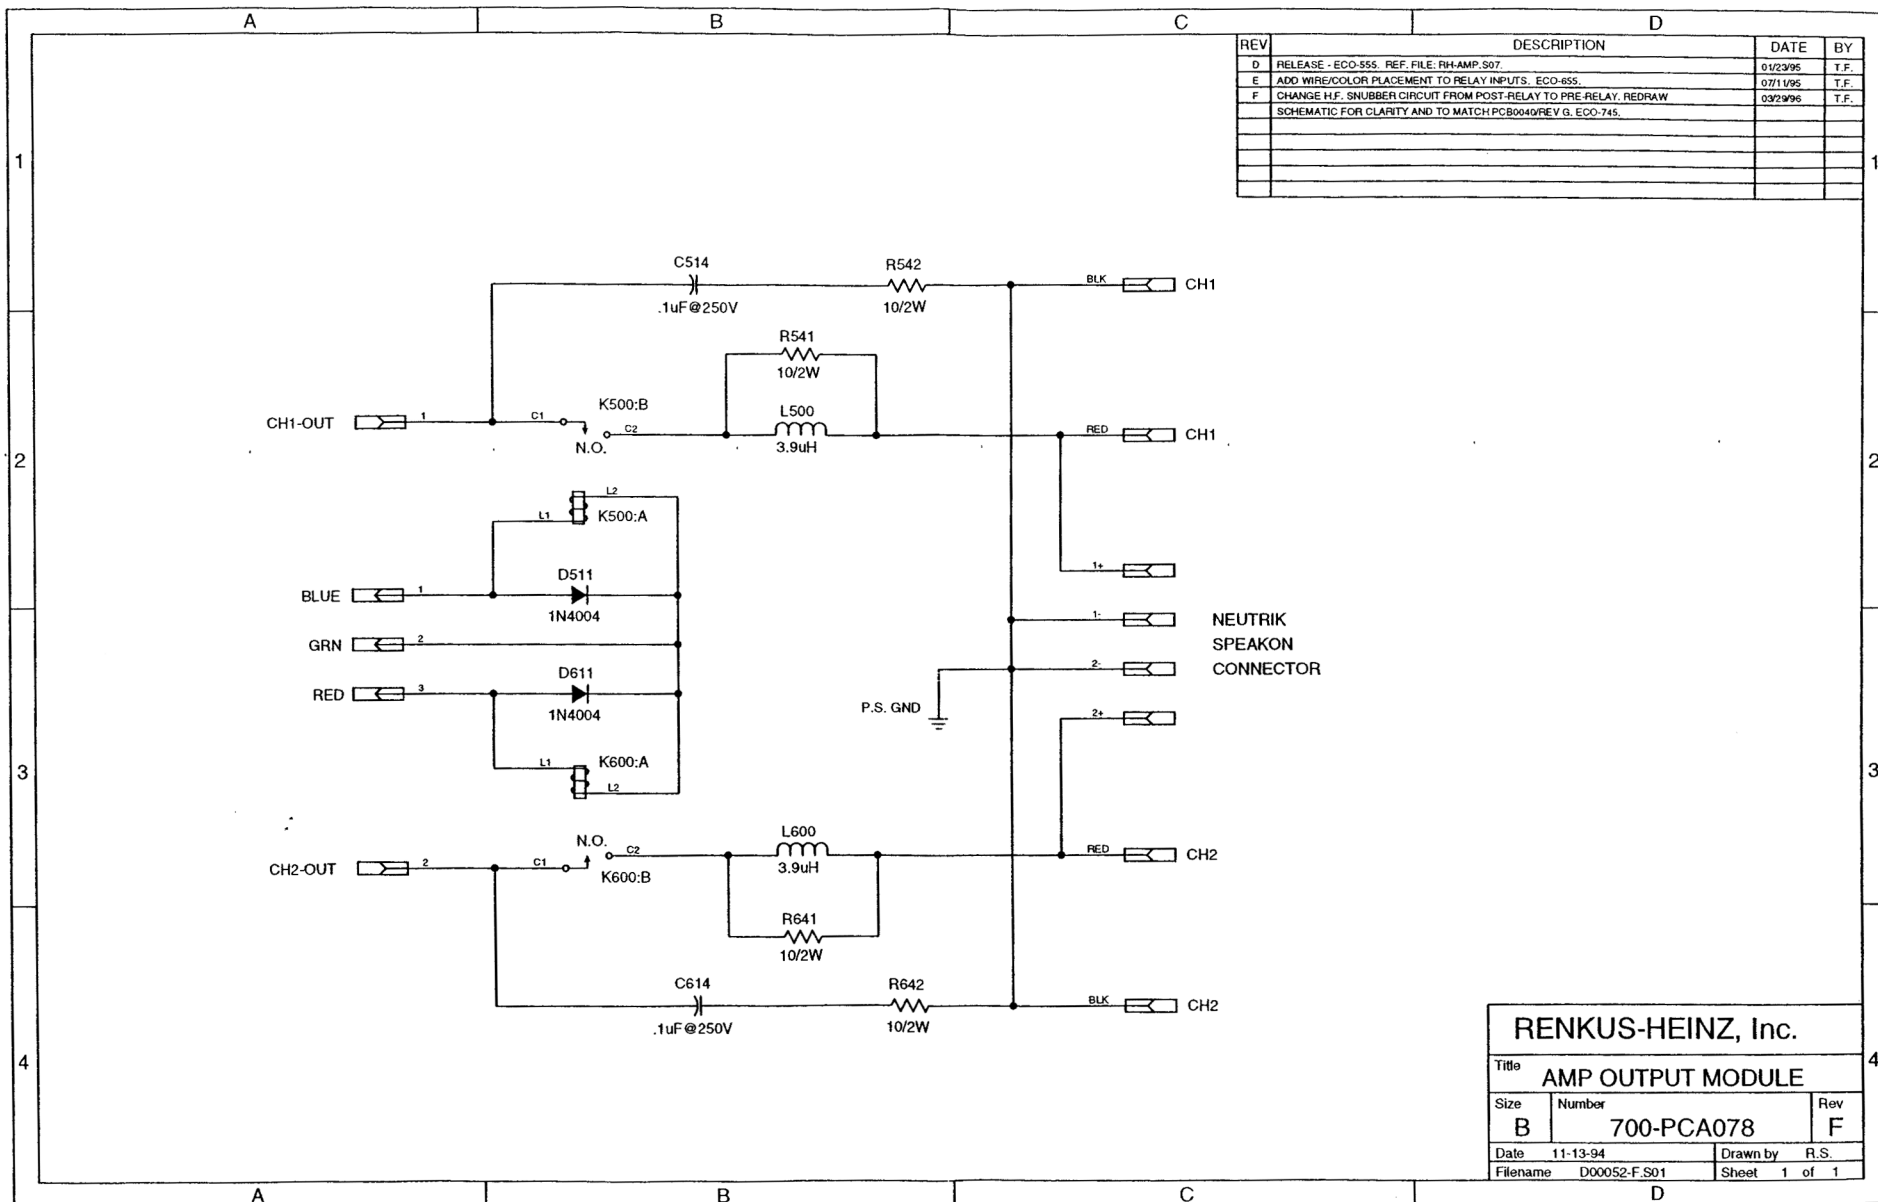 A B C D
REV DESCRIPTION DATE BY
D RELEASE - ECO-555. REF. FILE: RH-AMP.S07. 01/23/95 T.F.
E ADD WIRE/COLOR PLACEMENT TO RELAY INPUTS. ECO-655. 07/11/95 T.F.
F CHANGE H.F. SNUBBER CIRCUIT FROM POST-RELAY TO PRE-RELAY. REDRAW 03/29/96 T.F.
SCHEMATIC FOR CLARITY AND TO MATCH PCB0040/REV G. ECO-745.
1 1
C514 R542 BLK CH1
.1uF@250V 10/2W
R541
10/2W
CH1-OUT 1 C1 K500:B L500
N.O. C2 3.9uH RED CH1
2 2
L2
L1 K500:A
D511 1+
BLUE 1
1N4004
1- NEUTRIK
GRN 2 SPEAKON
D611 2- CONNECTOR
RED 3
1N4004 P.S. GND 2+
L1 K600:A
3 3
L2
N.O. C2 L600 RED CH2
CH2-OUT 2 C1 K600:B 3.9uH
R641
10/2W
C614 R642 BLK CH2
.1uF@250V 10/2W
RENKUS-HEINZ, Inc.
4 4
Title AMP OUTPUT MODULE
Size B Number 700-PCA078 Rev F
Date 11-13-94 Drawn by R.S.
Filename D00052-F.S01 Sheet 1 of 1
A B C D